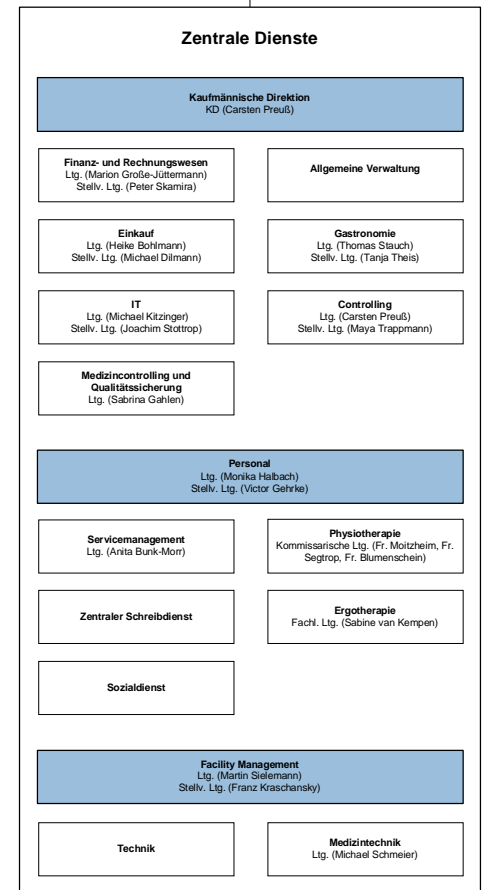 Zentrale Dienste
Kaufmännische Direktion
KD (Carsten Preuß)
Finanz- und Rechnungswesen
Ltg. (Marion Große-Jüttermann)
Stellv. Ltg. (Peter Skamira)
Allgemeine Verwaltung
Einkauf
Ltg. (Heike Bohlmann)
Stellv. Ltg. (Michael Dilmann)
Gastronomie
Ltg. (Thomas Stauch)
Stellv. Ltg. (Tanja Theis)
IT
Ltg. (Michael Kitzinger)
Stellv. Ltg. (Joachim Stottrop)
Controlling
Ltg. (Carsten Preuß)
Stellv. Ltg. (Maya Trappmann)
Medizincontrolling und
Qualitätssicherung
Ltg. (Sabrina Gahlen)
Personal
Ltg. (Monika Halbach)
Stellv. Ltg. (Victor Gehrke)
Servicemanagement
Ltg. (Anita Bunk-Morr)
Physiotherapie
Kommissarische Ltg. (Fr. Moitzheim, Fr.
Segtrop, Fr. Blumenschein)
Zentraler Schreibdienst
Ergotherapie
Fachl. Ltg. (Sabine van Kempen)
Sozialdienst
Facility Management
Ltg. (Martin Sielemann)
Stellv. Ltg. (Franz Kraschansky)
Technik
Medizintechnik
Ltg. (Michael Schmeier)